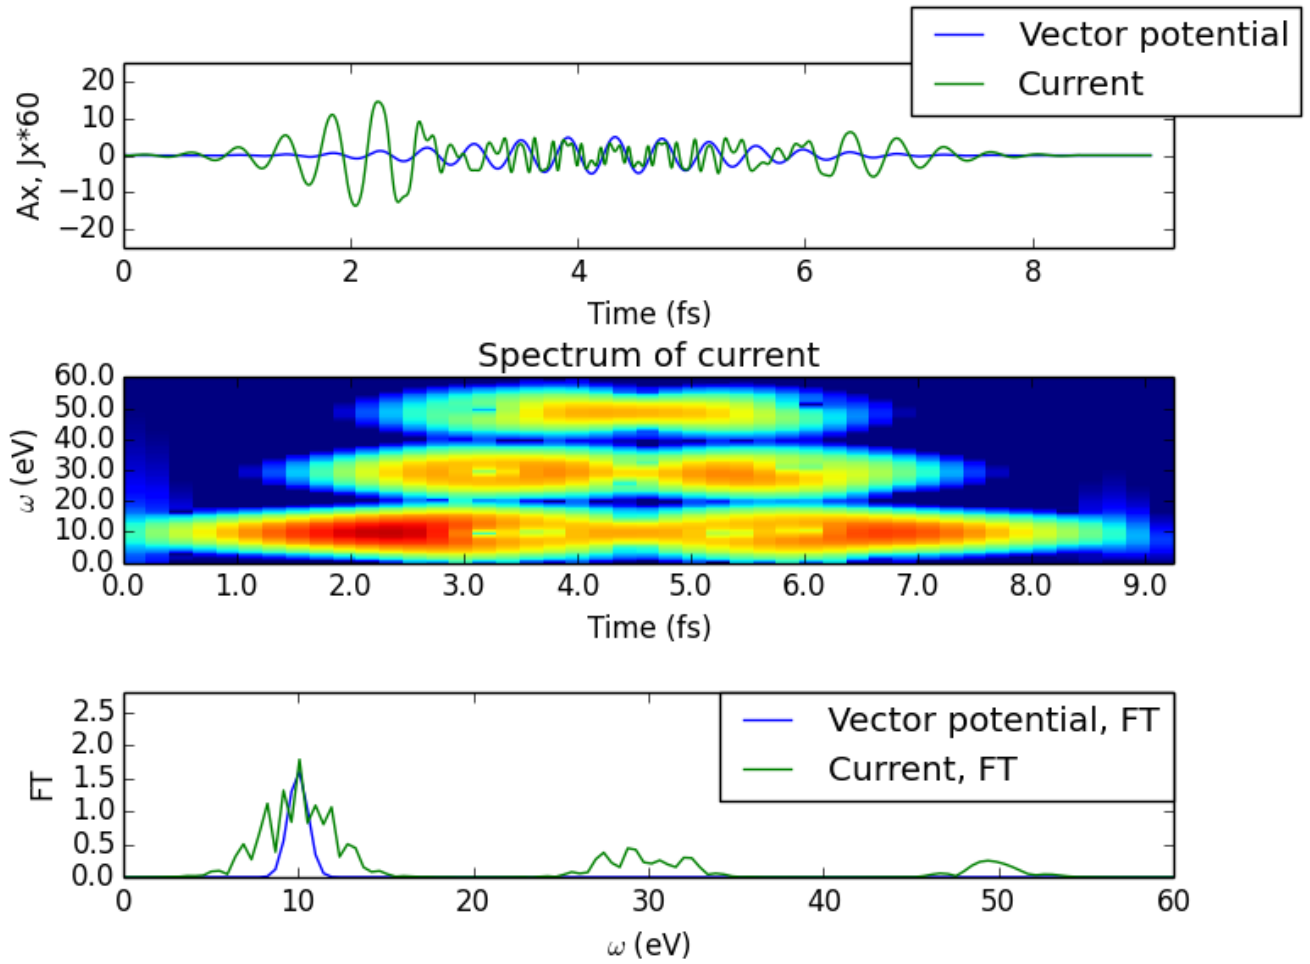 Vector potential
Current
20
10
0
−10
−20
Ax, Jx*60
0 2 4 6 8
Time (fs)
Spectrum of current
60.0
50.0
40.0
30.0
20.0
10.0
0.0
ω (eV)
0.0 1.0 2.0 3.0 4.0 5.0 6.0 7.0 8.0 9.0
Time (fs)
Vector potential, FT
Current, FT
2.5
2.0
1.5
1.0
0.5
0.0
FT
0 10 20 30 40 50 60
ω (eV)